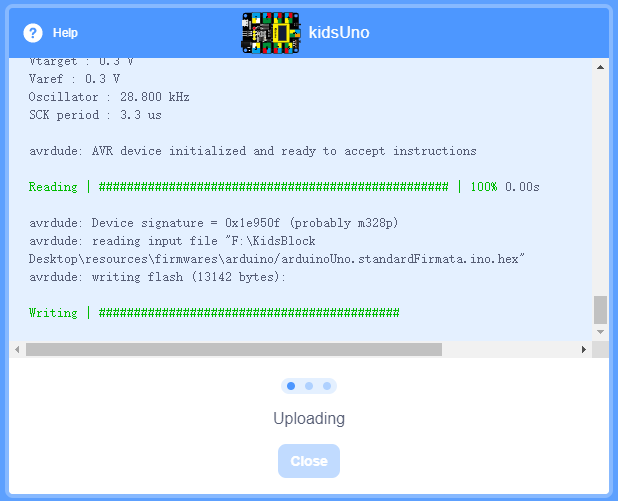 Help
kidsUno
Vtarget : 0.3 V
Varef : 0.3 V
Oscillator : 28.800 kHz
SCK period : 3.3 us
avrdude: AVR device initialized and ready to accept instructions
Reading | ################################################## | 100% 0.00s
avrdude: Device signature = 0x1e950f (probably m328p)
avrdude: reading input file "F:\KidsBlock
Desktop\resources\firmwares\arduino/arduinoUno.standardFirmata.ino.hex"
avrdude: writing flash (13142 bytes):
Writing | ###########################################
Uploading
Close